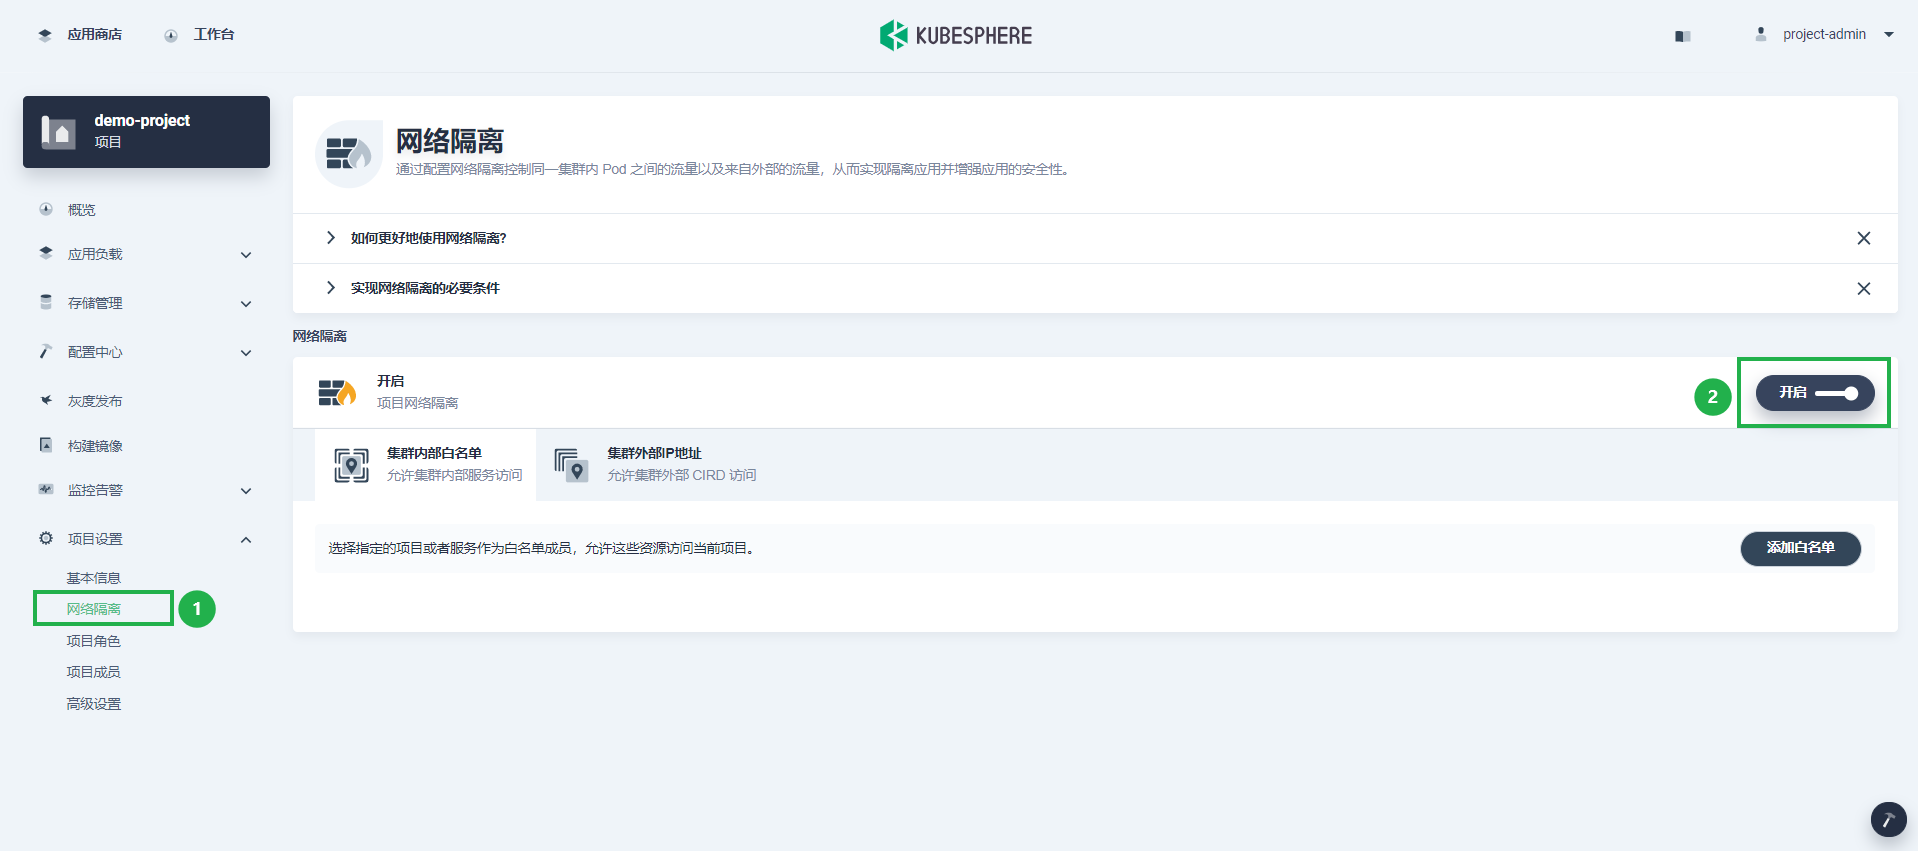 应用商店
工作台
KUBESPHERE
project-admin
demo-project
项目
概览
应用负载
存储管理
配置中心
灰度发布
构建镜像
监控告警
项目设置
基本信息
网络隔离
1
项目角色
项目成员
高级设置
网络隔离
通过配置网络隔离控制同一集群内 Pod 之间的流量以及来自外部的流量，从而实现隔离应用并增强应用的安全性。
如何更好地使用网络隔离?
实现网络隔离的必要条件
网络隔离
开启
项目网络隔离
2
开启
集群内部白名单
允许集群内部服务访问
集群外部IP地址
允许集群外部 CIRD 访问
选择指定的项目或者服务作为白名单成员，允许这些资源访问当前项目。
添加白名单